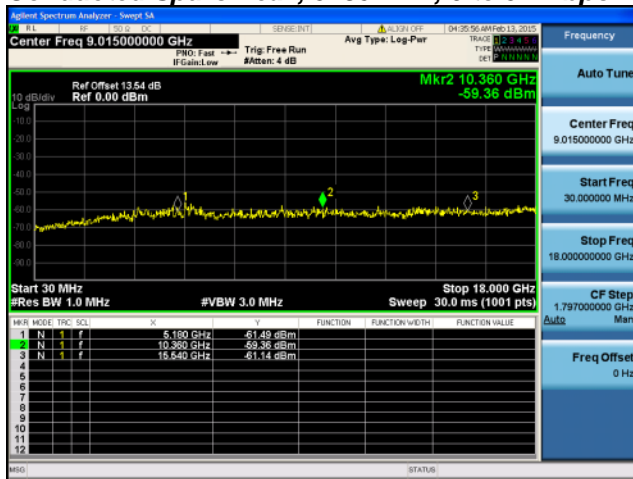 Agilent Spectrum Analyzer - Swept SA
RL RF 50 Ω DC SENSE:INT ALIGN OFF 04:35:56 AM Feb 13, 2015
Center Freq 9.015000000 GHz
PNO: Fast
IFGain:Low
Trig: Free Run
#Atten: 4 dB
Avg Type: Log-Pwr
TRACE 1 2 3 4 5 6
TYPE
DET P N N N N N
Mkr2 10.360 GHz
-59.36 dBm
Ref Offset 13.54 dB
10 dB/div Ref 0.00 dBm
Log
-10.0
-20.0
-30.0
-40.0
-50.0
-60.0
-70.0
-80.0
-90.0
1
2
3
Start 30 MHz Stop 18.000 GHz
#Res BW 1.0 MHz #VBW 3.0 MHz Sweep 30.0 ms (1001 pts)
MKR MODE TRC SCL X Y FUNCTION FUNCTION WIDTH FUNCTION VALUE
1 N 1 f 5.180 GHz -61.49 dBm
2 N 1 f 10.360 GHz -59.36 dBm
3 N 1 f 15.540 GHz -61.14 dBm
4
5
6
7
8
9
10
11
12
MSG STATUS
Frequency
Auto Tune
Center Freq
9.015000000 GHz
Start Freq
30.000000 MHz
Stop Freq
18.000000000 GHz
CF Step
1.797000000 GHz
Auto Man
Freq Offset
0 Hz